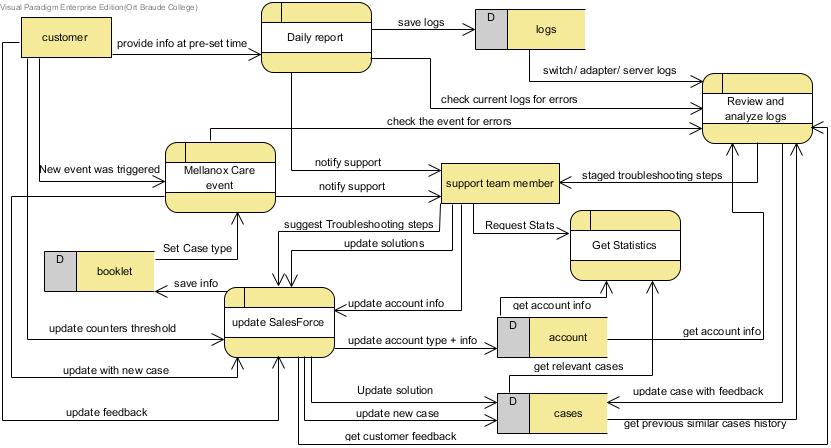 Visual Paradigm Enterprise Edition(Ort Braude College)
save logs
D
logs
customer
Daily report
provide info at pre-set time
switch/ adapter/ server logs
check current logs for errors
Review and
analyze logs
check the event for errors
New event was triggered
Mellanox Care
event
notify support
notify support
support team member
staged troubleshooting steps
suggest Troubleshooting steps
Request Stats
update solutions
Set Case type
Get Statistics
D
booklet
save info
update account info
get account info
update counters threshold
update SalesForce
D
account
get account info
update account type + info
get relevant cases
update with new case
Update solution
D
cases
update case with feedback
update feedback
update new case
get previous similar cases history
get customer feedback